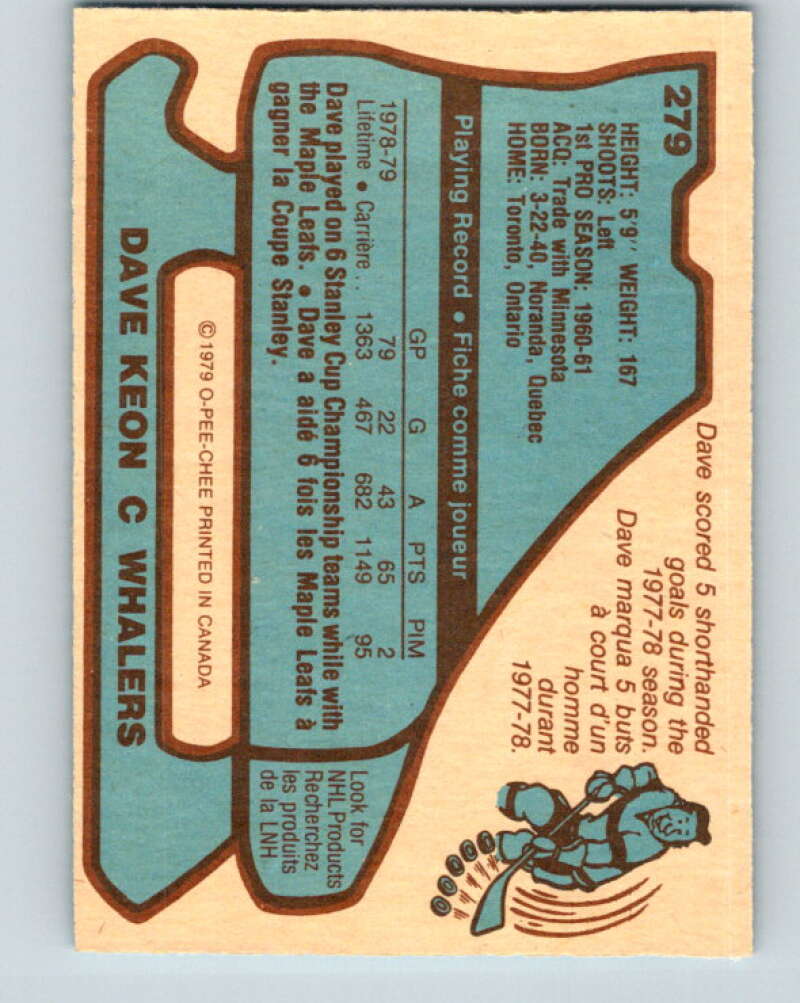 279
HEIGHT: 5'9" WEIGHT: 167
SHOOTS: Left
1st PRO SEASON: 1960-61
ACQ: Trade with Minnesota
BORN: 3-22-40, Noranda, Quebec
HOME: Toronto, Ontario
Dave scored 5 shorthanded
goals during the
1977-78 season.
Dave marqua 5 buts
à court d'un
homme
durant
1977-78.
Playing Record • Fiche comme joueur
GP G A PTS PIM
1978-79 79 22 43 65 2
Lifetime • Carrière . . 1363 467 682 1149 95
Dave played on 6 Stanley Cup Championship teams while with
the Maple Leafs. • Dave a aidé 6 fois les Maple Leafs à
gagner la Coupe Stanley.
Look for
NHL Products
Recherchez
les produits
de la LNH
© 1979 O-PEE-CHEE PRINTED IN CANADA
DAVE KEON C WHALERS